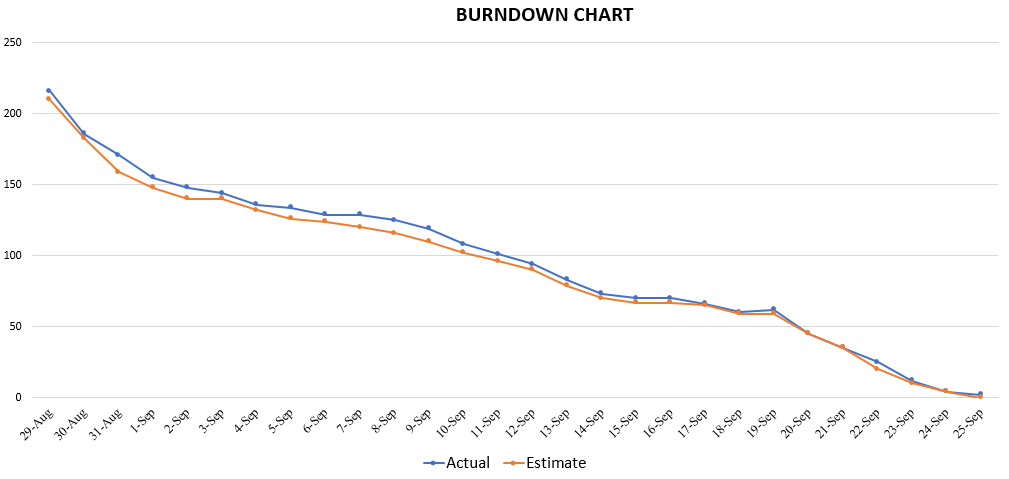 BURNDOWN CHART
250
200
150
100
50
0
29-Aug 30-Aug 31-Aug 1-Sep 2-Sep 3-Sep 4-Sep 5-Sep 6-Sep 7-Sep 8-Sep 9-Sep 10-Sep 11-Sep 12-Sep 13-Sep 14-Sep 15-Sep 16-Sep 17-Sep 18-Sep 19-Sep 20-Sep 21-Sep 22-Sep 23-Sep 24-Sep 25-Sep
Actual Estimate